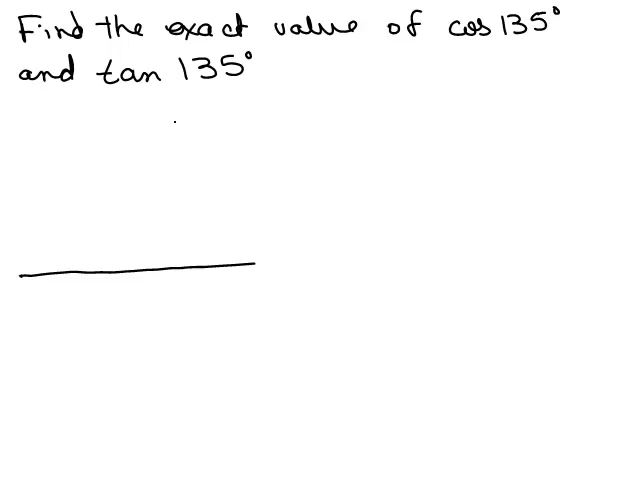 Find the exact value of cos 135°
and tan 135°